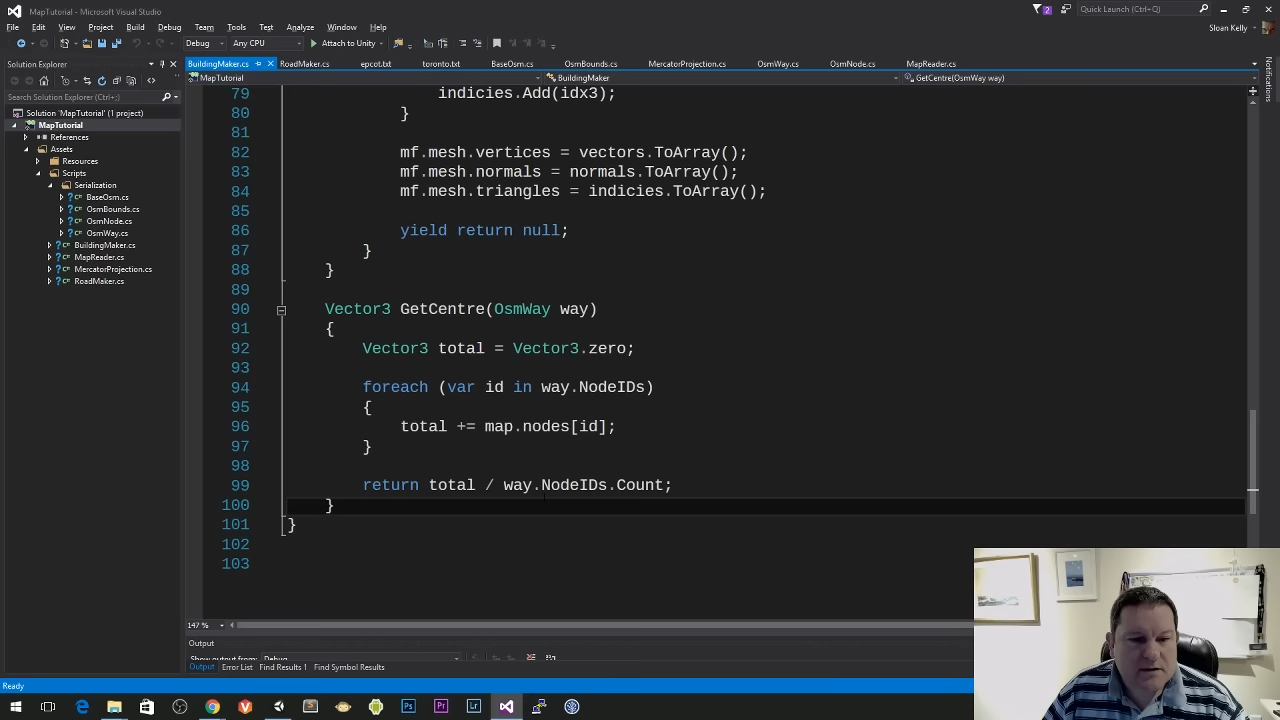 MapTutorial - Microsoft Visual Studio
2
Quick Launch (Ctrl+Q)
File Edit View Project Build Debug Team Tools Test Analyze Window Help
Sloan Kelly
Debug Any CPU Attach to Unity
Solution Explorer
Search Solution Explorer (Ctrl+;)
Solution 'MapTutorial' (1 project)
MapTutorial
References
Assets
Resources
Scripts
Serialization
BaseOsm.cs
OsmBounds.cs
OsmNode.cs
OsmWay.cs
BuildingMaker.cs
MapReader.cs
MercatorProjection.cs
RoadMaker.cs
BuildingMaker.cs RoadMaker.cs epcot.txt toronto.txt BaseOsm.cs OsmBounds.cs MercatorProjection.cs OsmWay.cs OsmNode.cs MapReader.cs
MapTutorial BuildingMaker GetCentre(OsmWay way)
79 indicies.Add(idx3);
80 }
81
82 mf.mesh.vertices = vectors.ToArray();
83 mf.mesh.normals = normals.ToArray();
84 mf.mesh.triangles = indicies.ToArray();
85
86 yield return null;
87 }
88 }
89
90 Vector3 GetCentre(OsmWay way)
91 {
92 Vector3 total = Vector3.zero;
93
94 foreach (var id in way.NodeIDs)
95 {
96 total += map.nodes[id];
97 }
98
99 return total / way.NodeIDs.Count;
100 }
101 }
102
103
147 %
Output
Show output from: Debug
Output Error List Find Results 1 Find Symbol Results
Ready
Notifications
Ps Pr Lr